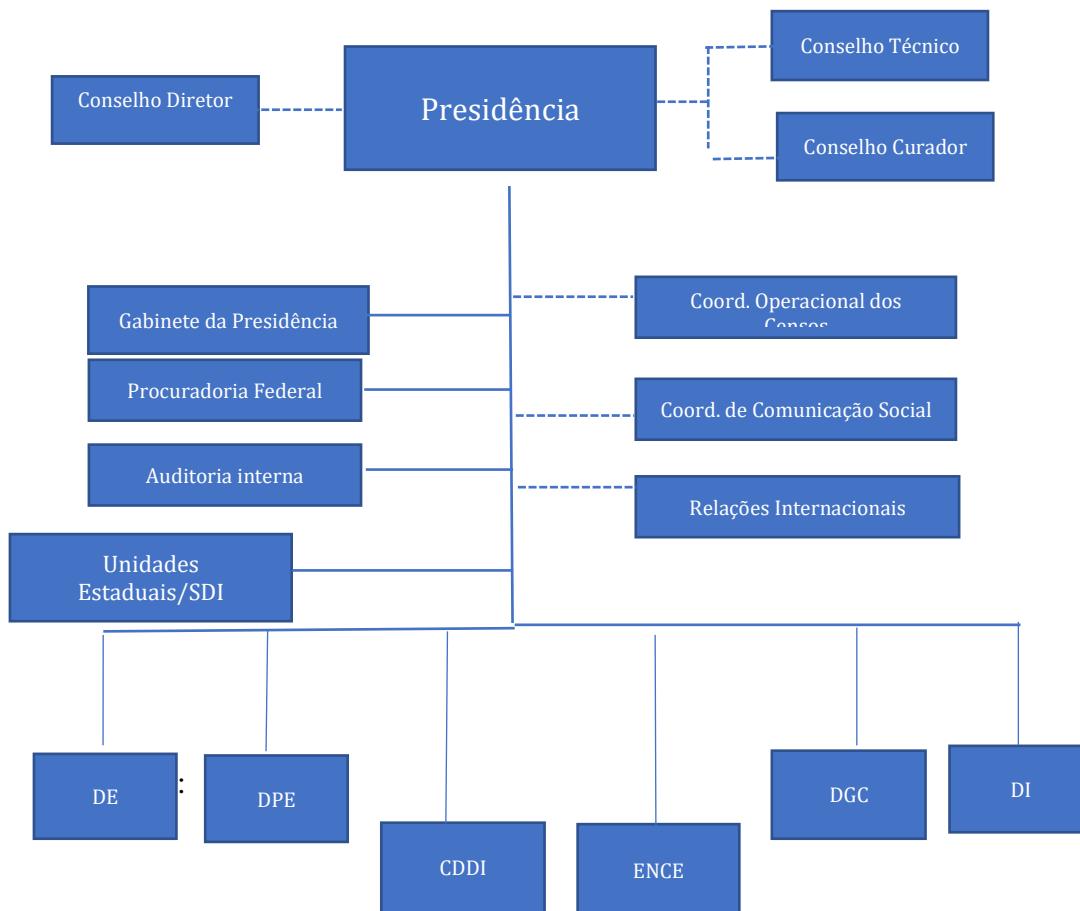 Conselho Técnico
Conselho Diretor
Presidência
Conselho Curador
Gabinete da Presidência
Coord. Operacional dos
Censos
Procuradoria Federal
Coord. de Comunicação Social
Auditoria interna
Relações Internacionais
Unidades
Estaduais/SDI
DE
:
DPE
DGC
DI
CDDI
ENCE